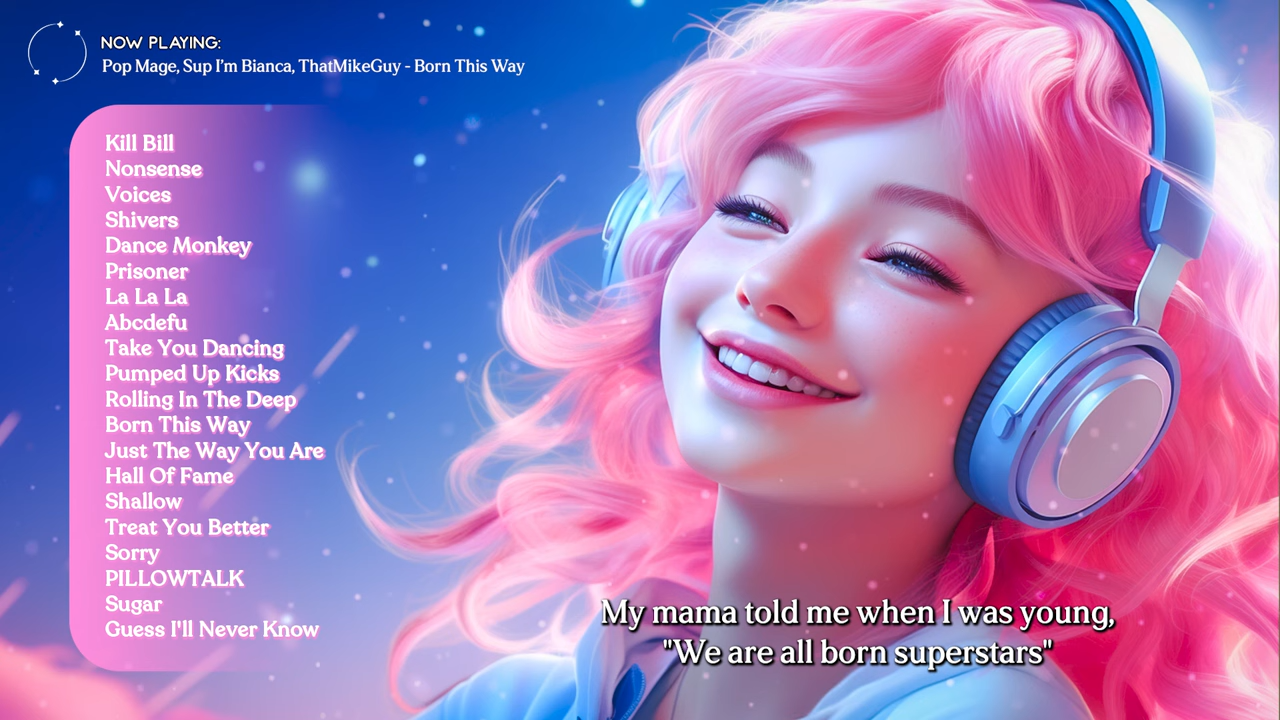 NOW PLAYING:
Pop Mage, Sup I'm Bianca, ThatMikeGuy - Born This Way
Kill Bill
Nonsense
Voices
Shivers
Dance Monkey
Prisoner
La La La
Abcdefu
Take You Dancing
Pumped Up Kicks
Rolling In The Deep
Born This Way
Just The Way You Are
Hall Of Fame
Shallow
Treat You Better
Sorry
PILLOWTALK
Sugar
Guess I'll Never Know
My mama told me when I was young,
"We are all born superstars"